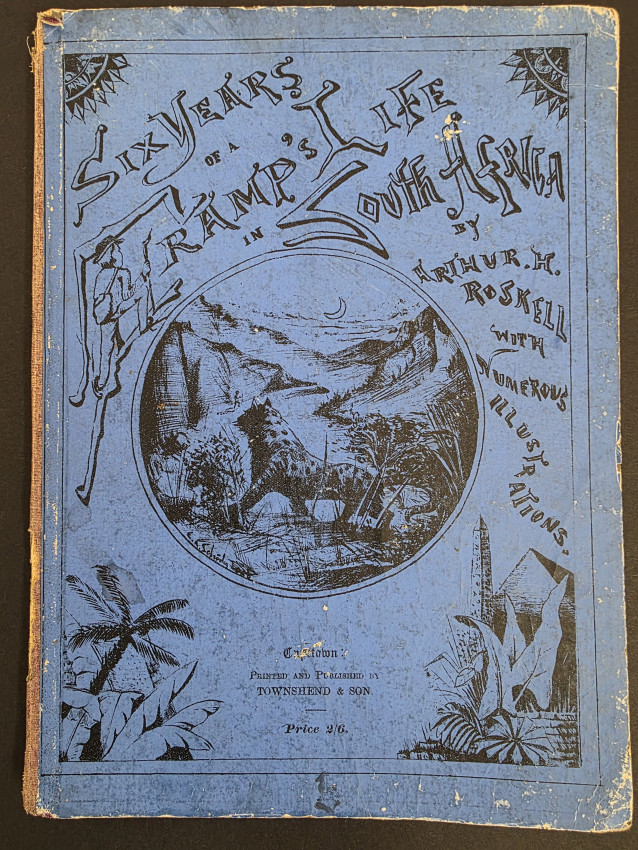 SIX YEARS
OF A
TRAMP'S LIFE
IN
SOUTH AFRICA
BY
ARTHUR. H.
ROSKELL
WITH
NUMEROUS
ILLUSTRATIONS.
PRINTED AND PUBLISHED BY
TOWNSHEND & SON
Price 2/6.